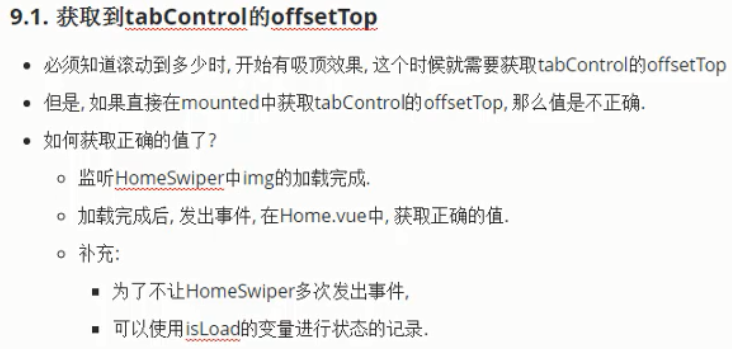 9.1. 获取到tabControl的offsetTop
必须知道滚动到多少时, 开始有吸顶效果, 这个时候就需要获取tabControl的offsetTop
但是, 如果直接在mounted中获取tabControl的offsetTop, 那么值是不正确.
如何获取正确的值了?
监听HomeSwiper中img的加载完成.
加载完成后, 发出事件, 在Home.vue中, 获取正确的值.
补充:
为了不让HomeSwiper多次发出事件,
可以使用isLoad的变量进行状态的记录.